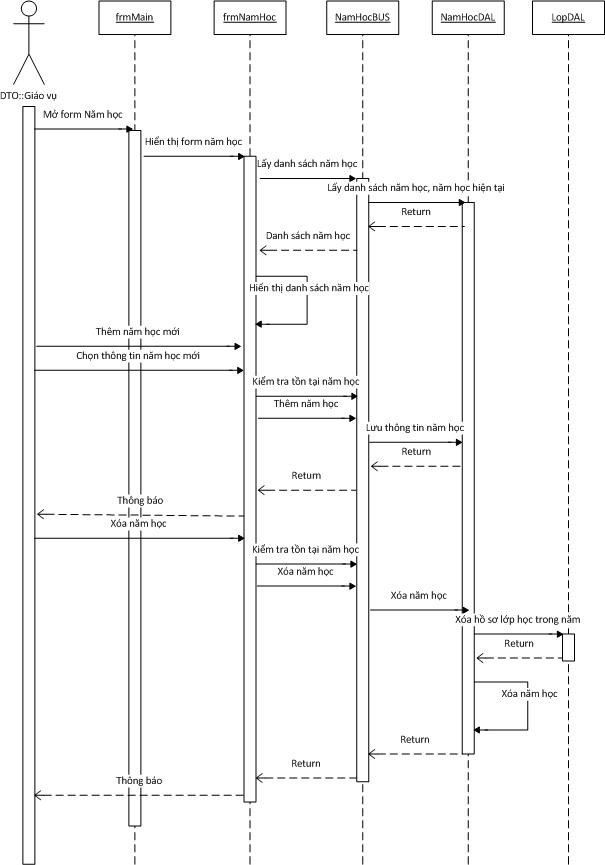 frmMain
frmNamHoc
NamHocBUS
NamHocDAL
LopDAL
DTO::Giáo vụ
Mở form Năm học
Hiển thị form năm học
Lấy danh sách năm học
Lấy danh sách năm học, năm học hiện tại
Return
Danh sách năm học
Hiển thị danh sách năm học
Thêm năm học mới
Chọn thông tin năm học mới
Kiểm tra tồn tại năm học
Thêm năm học
Lưu thông tin năm học
Return
Return
Thông báo
Xóa năm học
Kiểm tra tồn tại năm học
Xóa năm học
Xóa năm học
Xóa hồ sơ lớp học trong năm
Return
Xóa năm học
Return
Return
Thông báo